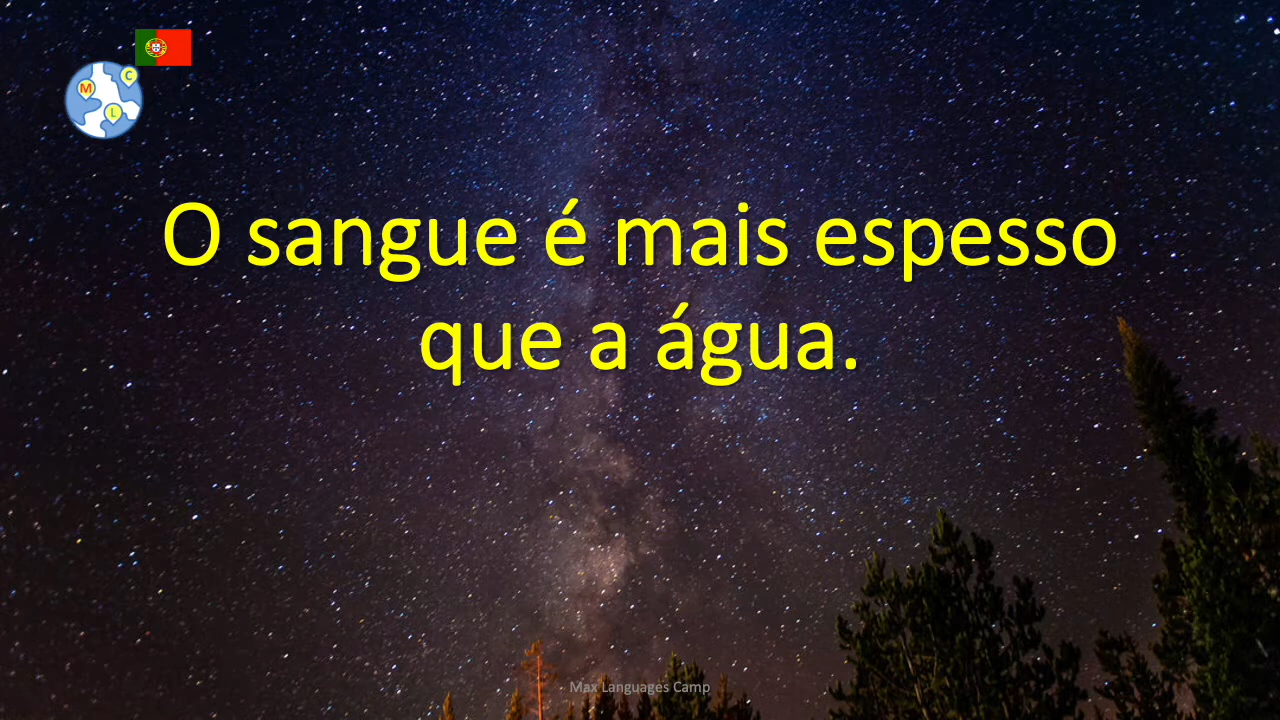 M
C
L
O sangue é mais espesso
que a água.
Max Languages Camp